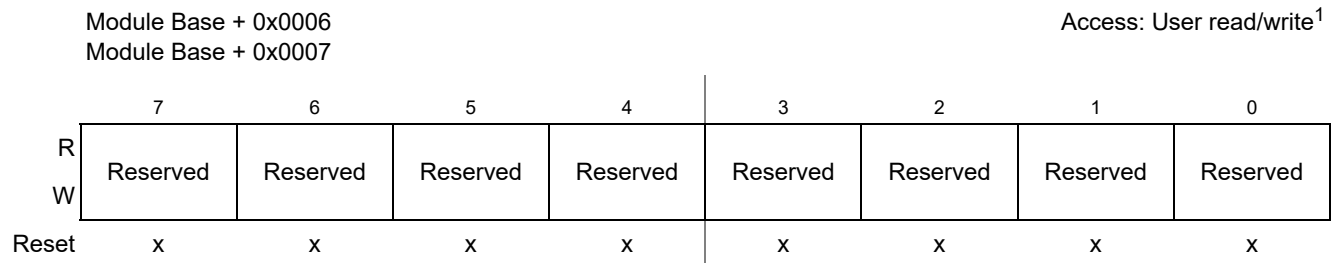 Module Base + 0x0006 Access: User read/write1
Module Base + 0x0007
7 6 5 4 3 2 1 0
R
Reserved Reserved Reserved Reserved Reserved Reserved Reserved Reserved
W
Reset x x x x x x x x